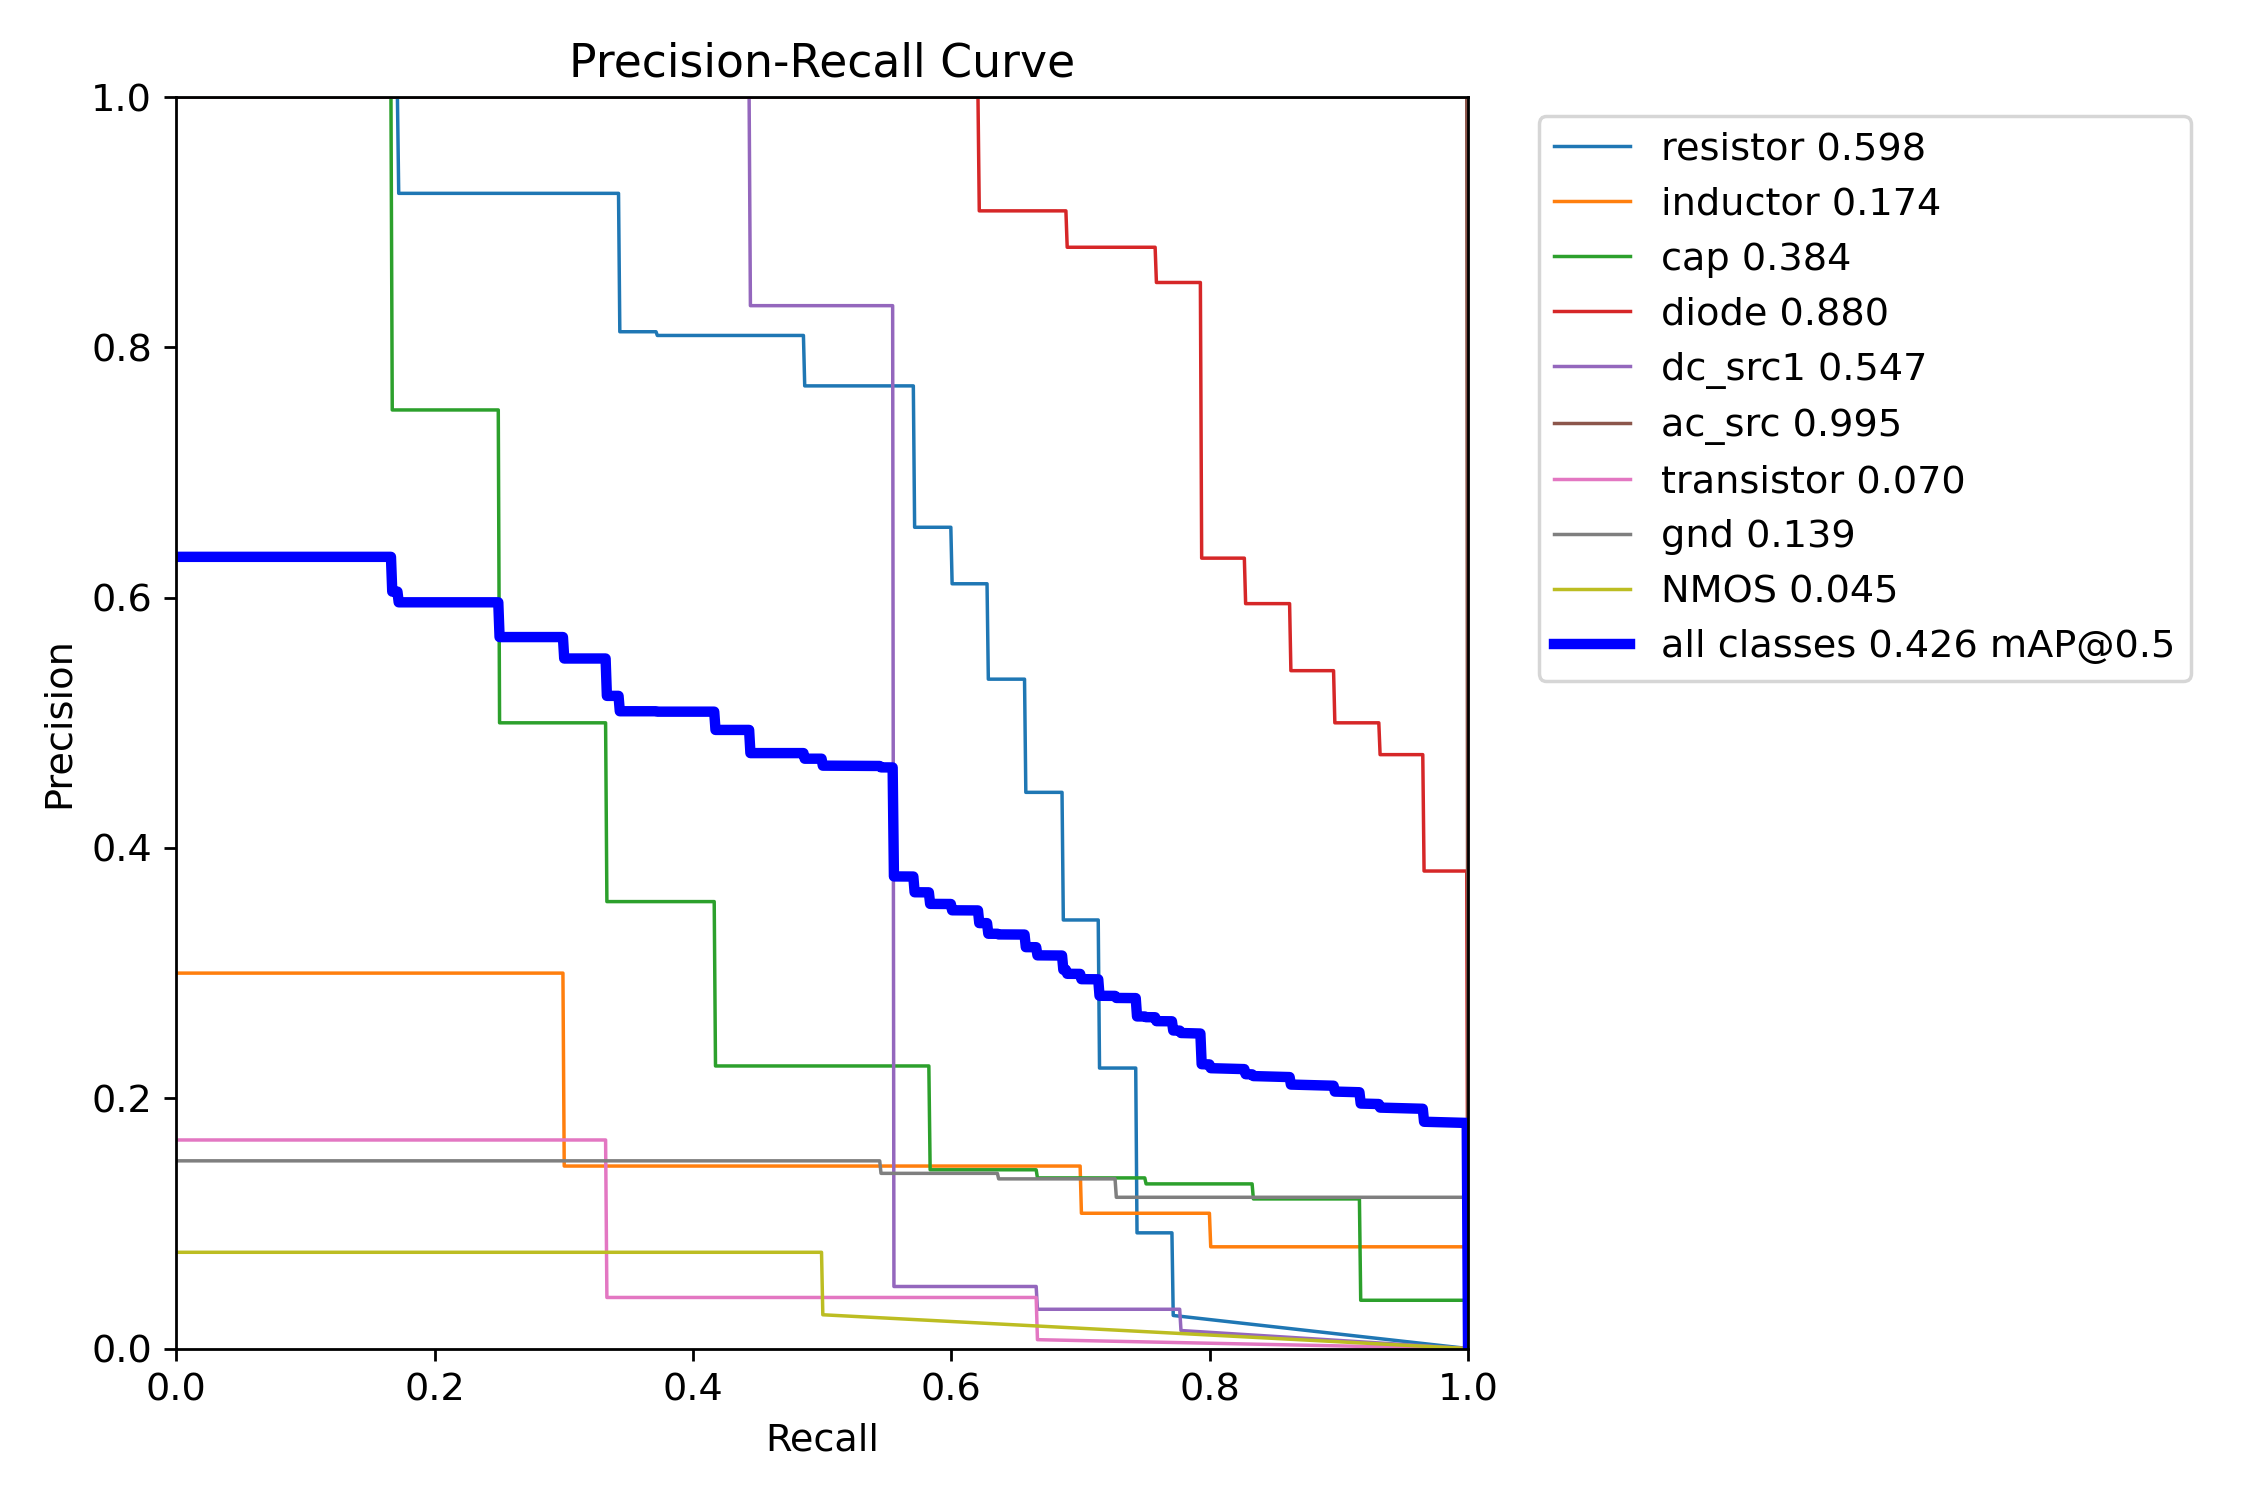 Precision-Recall Curve
1.0
0.8
0.6
0.4
0.2
0.0
Precision
0.0 0.2 0.4 0.6 0.8 1.0
Recall
resistor 0.598
inductor 0.174
cap 0.384
diode 0.880
dc_src1 0.547
ac_src 0.995
transistor 0.070
gnd 0.139
NMOS 0.045
all classes 0.426 mAP@0.5